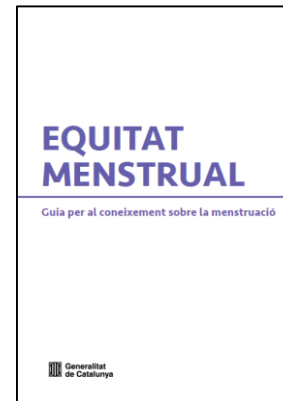 EQUITAT
MENSTRUAL
Guia per al coneixement sobre la menstruació
Generalitat
de Catalunya